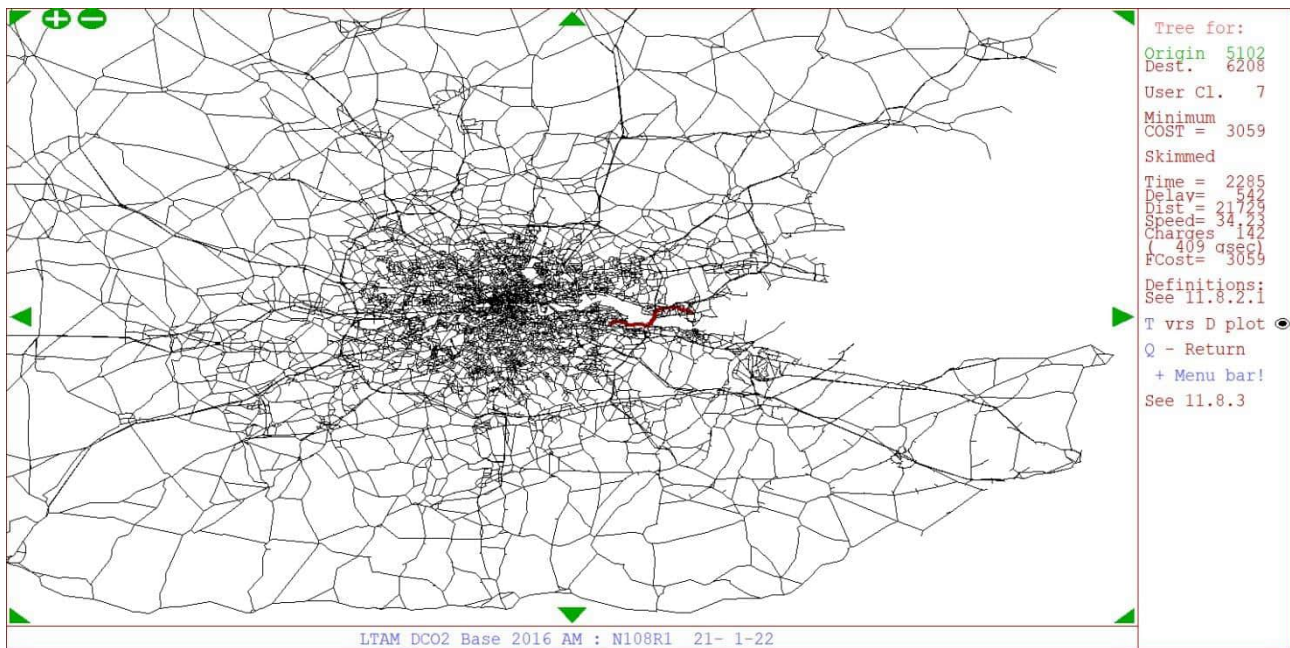 Tree for:
Origin 5102
Dest. 6208
User Cl. 7
Minimum
COST = 3059
Skimmed
Time = 2285
Delay= 542
Dist = 21729
Speed= 34.23
Charges 142
( 409 gsec)
FCost= 3059
Definitions:
See 11.8.2.1
T vrs D plot
Q - Return
+ Menu bar!
See 11.8.3
LTAM DCO2 Base 2016 AM : N108R1 21- 1-22